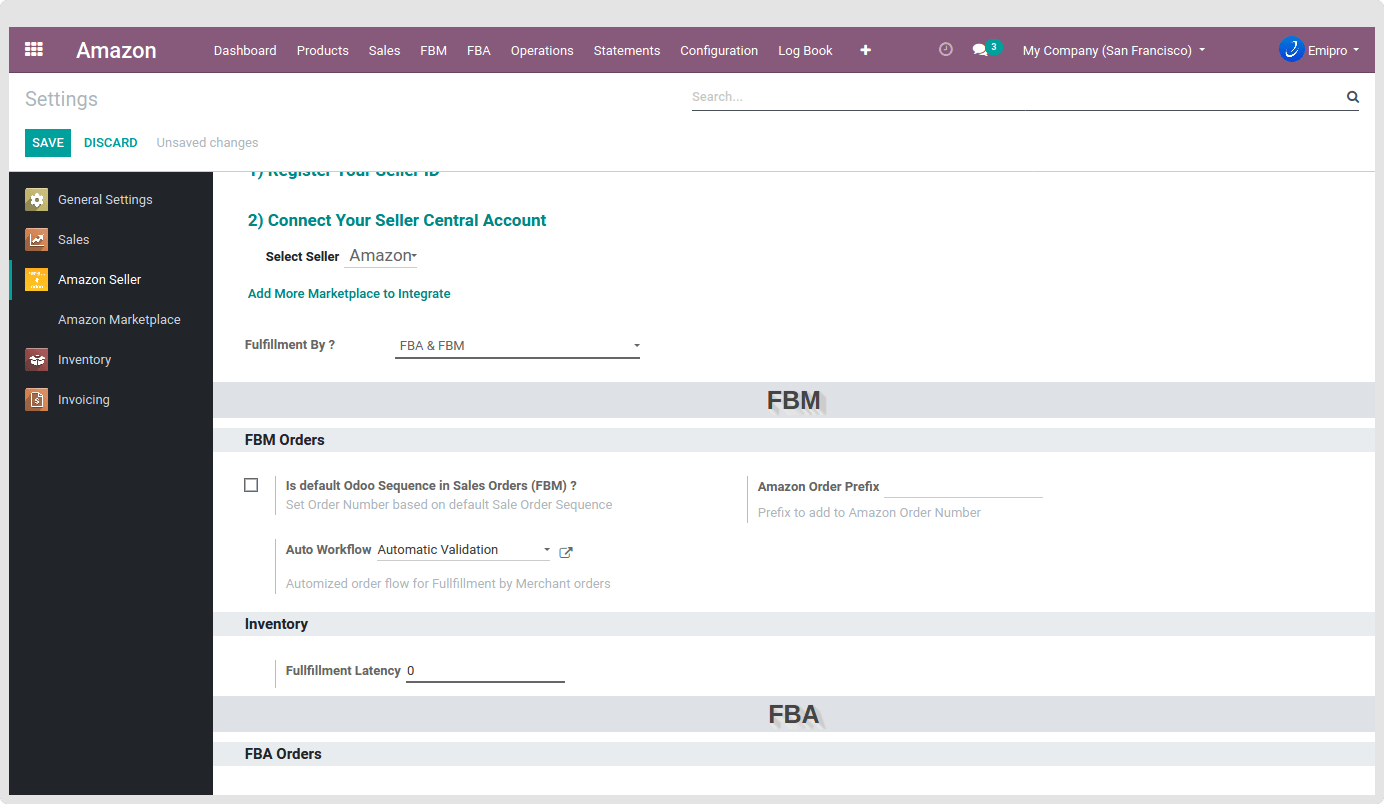 Amazon Dashboard Products Sales FBM FBA Operations Statements Configuration Log Book 3 My Company (San Francisco) Emipro
Settings Search...
SAVE DISCARD Unsaved changes
1) Register Your Seller ID
General Settings
2) Connect Your Seller Central Account
Sales
Select Seller Amazon
Amazon Seller
Add More Marketplace to Integrate
Amazon Marketplace
Fulfillment By ? FBA & FBM
Inventory
Invoicing
FBM
FBM Orders
Is default Odoo Sequence in Sales Orders (FBM) ? Amazon Order Prefix
Set Order Number based on default Sale Order Sequence
Prefix to add to Amazon Order Number
Auto Workflow Automatic Validation
Automized order flow for Fullfillment by Merchant orders
Inventory
Fullfillment Latency 0
FBA
FBA Orders